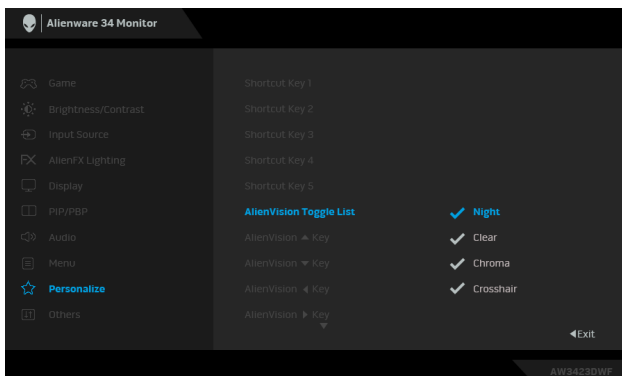 Alienware 34 Monitor
Game
Brightness/Contrast
Input Source
FX AlienFX Lighting
Display
PIP/PBP
Audio
Menu
Personalize
Others
Shortcut Key 1
Shortcut Key 2
Shortcut Key 3
Shortcut Key 4
Shortcut Key 5
AlienVision Toggle List
AlienVision ▲ Key
AlienVision ▼ Key
AlienVision ◀ Key
AlienVision ▶ Key
Night
Clear
Chroma
Crosshair
◀Exit
AW3423DWF